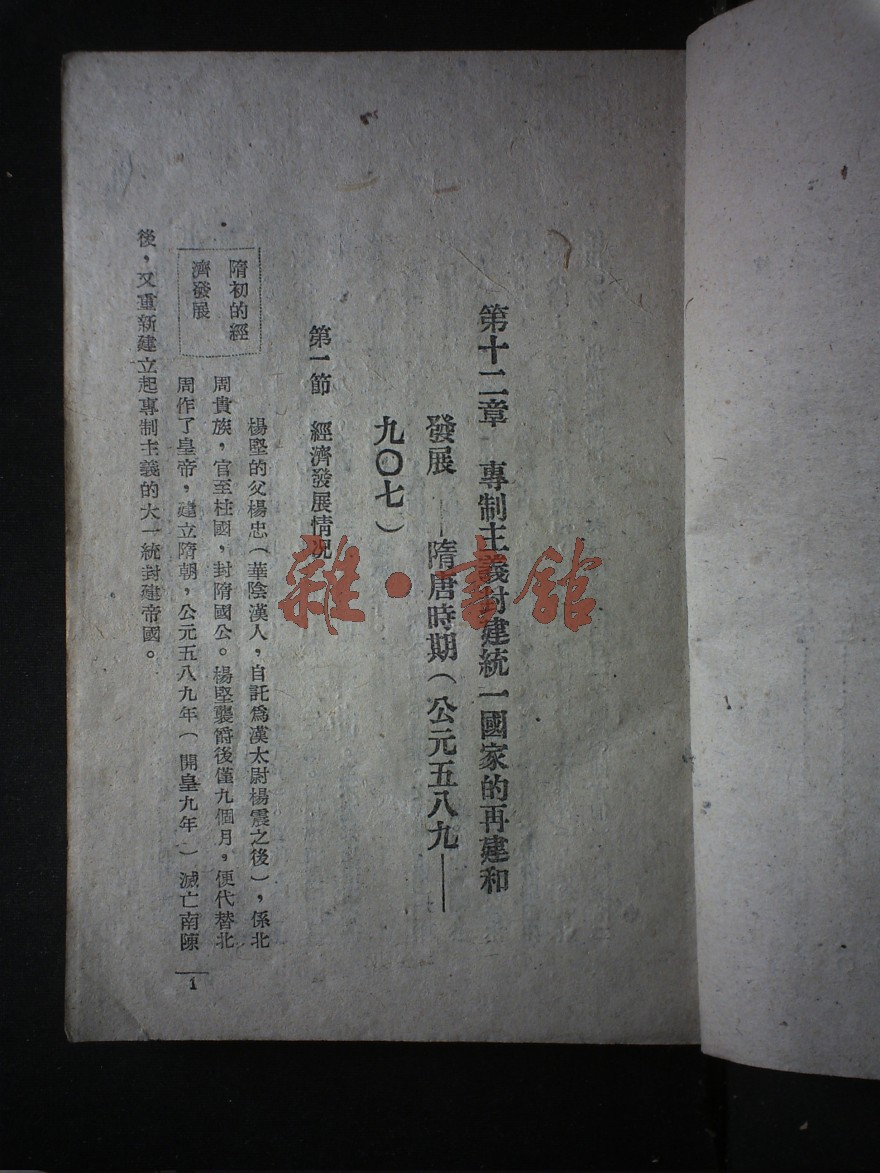 第十二章　專制主義封建統一國家的再建和
發展　—隋唐時期（公元五八九——
九〇七）
第一節　經濟發展情况
隋初的經
濟發展
楊堅的父楊忠（華陰漢人，自託爲漢太尉楊震之後），係北
周貴族，官至柱國，封隋國公。楊堅襲爵後僅九個月，便代替北
周作了皇帝，建立隋朝，公元五八九年（開皇九年）滅亡南陳
後，又重新建立起專制主義的大一統封建帝國。
1
雜·書館